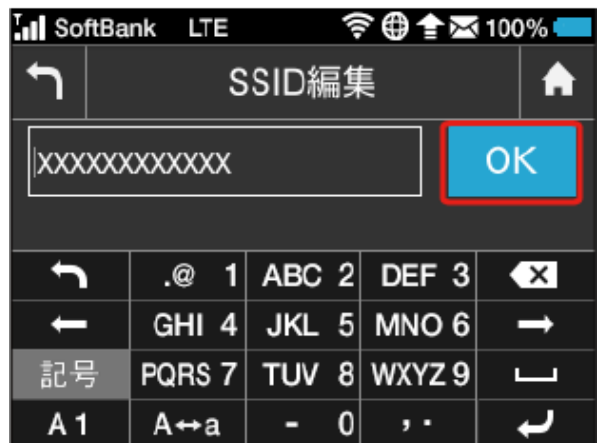 SoftBank LTE 100%
SSID編集
XXXXXXXXXXXX OK
.@ 1 ABC 2 DEF 3
GHI 4 JKL 5 MNO 6
記号 PQRS 7 TUV 8 WXYZ 9
A 1 A↔a - 0 , .